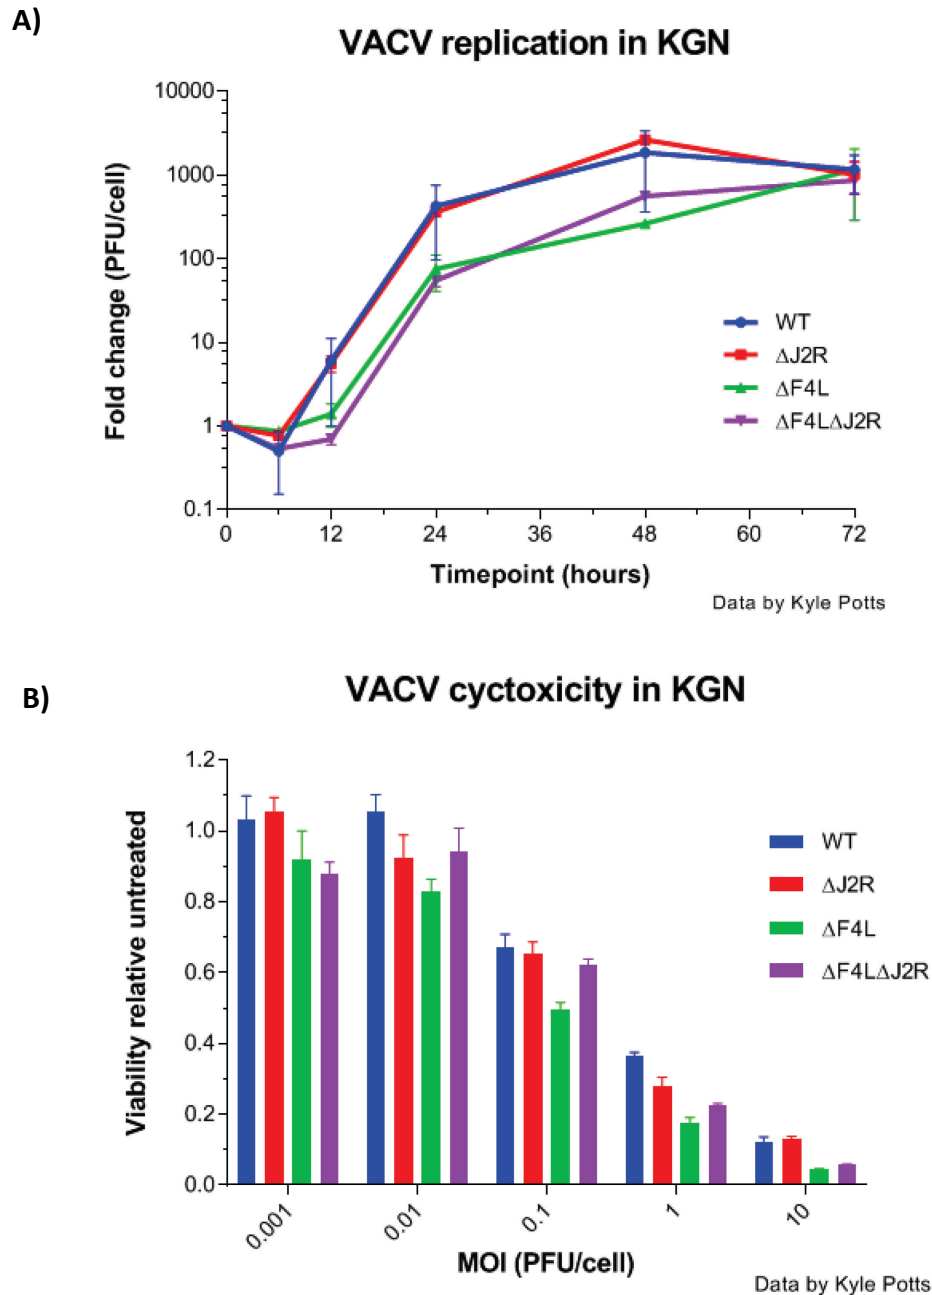 A)
VACV replication in KGN
10000
1000
100
10
1
0.1
Fold change (PFU/cell)
WT
ΔJ2R
ΔF4L
ΔF4LΔJ2R
0 12 24 36 48 60 72
Timepoint (hours)
Data by Kyle Potts
B)
VACV cyctoxicity in KGN
1.2
1.0
0.8
0.6
0.4
0.2
0.0
Viability relative untreated
WT
ΔJ2R
ΔF4L
ΔF4LΔJ2R
0.001 0.01 0.1 1 10
MOI (PFU/cell)
Data by Kyle Potts